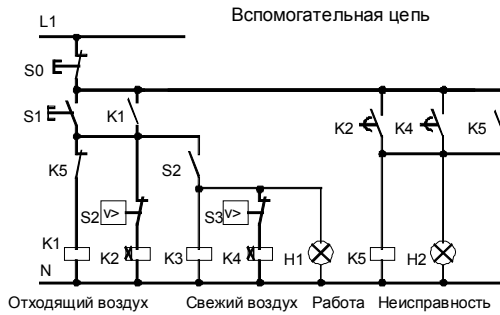 Вспомогательная цепь
L1
S0
S1 K1 K2 K4 K5
K5 S2
S2 v> S3 v>
K1 K2 K3 K4 H1 K5 H2
N
Отходящий воздух Свежий воздух Работа Неисправность